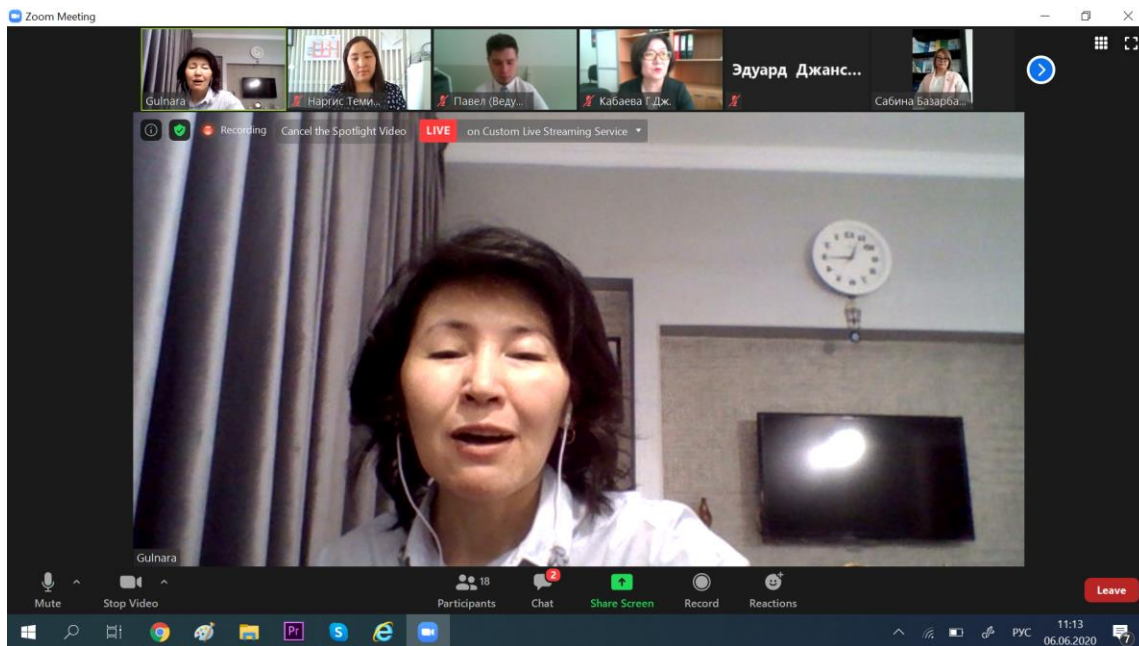 Zoom Meeting
Gulnara
Наргис Теми...
Павел (Веду...
Кабаева Г.Дж.
Эдуард Джанс...
Сабина Базарба...
Recording
Cancel the Spotlight Video
LIVE
on Custom Live Streaming Service
Gulnara
Mute
Stop Video
18
Participants
2
Chat
Share Screen
Record
Reactions
Leave
Pr
S
e
РУС
11:13
06.06.2020
7